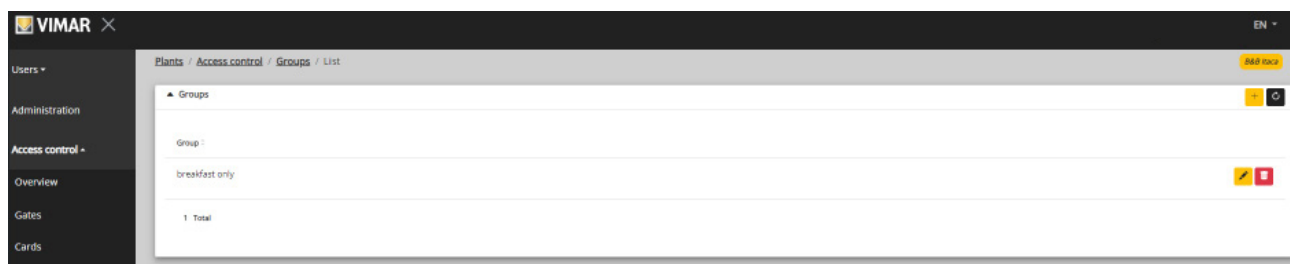 VIMAR
EN
Users
Plants / Access control / Groups / List
B&B Itaca
Groups
Administration
Group
Access control
breakfast only
Overview
1 Total
Gates
Cards